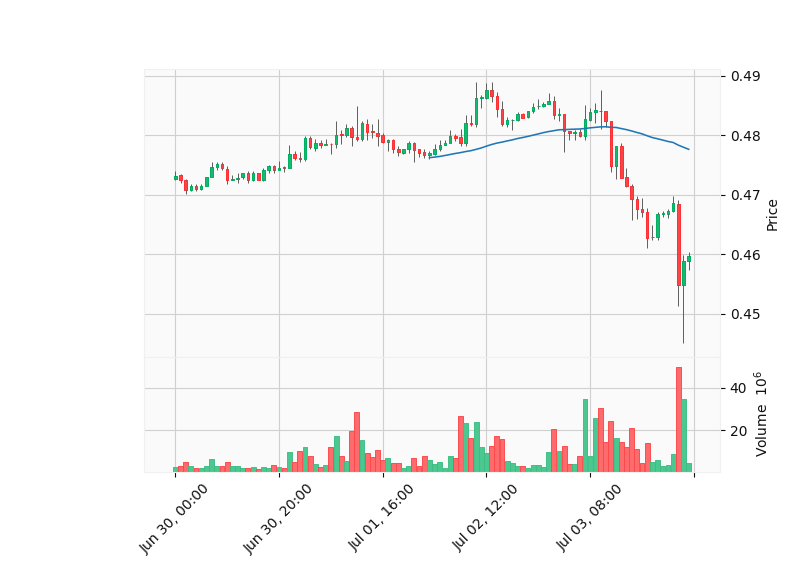 0.49
0.48
0.47
0.46
0.45
Price
40
20
Volume 10^6
Jun 30, 00:00
Jun 30, 20:00
Jul 01, 16:00
Jul 02, 12:00
Jul 03, 08:00